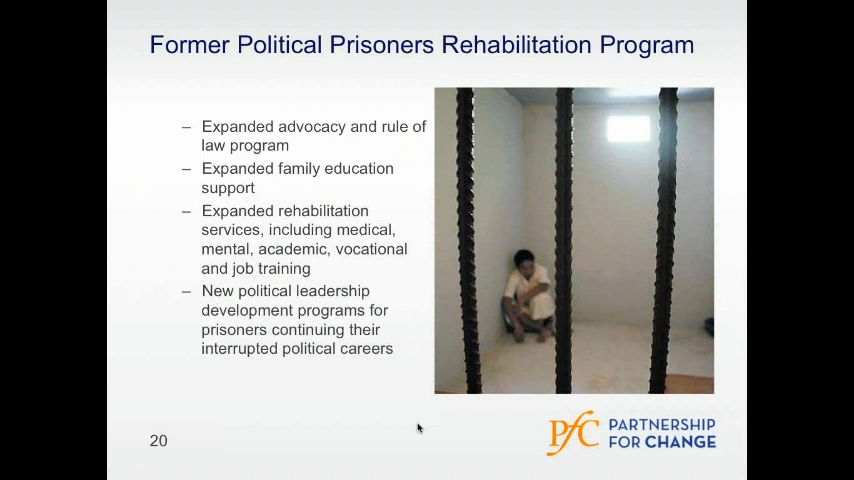 Former Political Prisoners Rehabilitation Program
– Expanded advocacy and rule of
law program
– Expanded family education
support
– Expanded rehabilitation
services, including medical,
mental, academic, vocational
and job training
– New political leadership
development programs for
prisoners continuing their
interrupted political careers
20
PfC PARTNERSHIP
FOR CHANGE